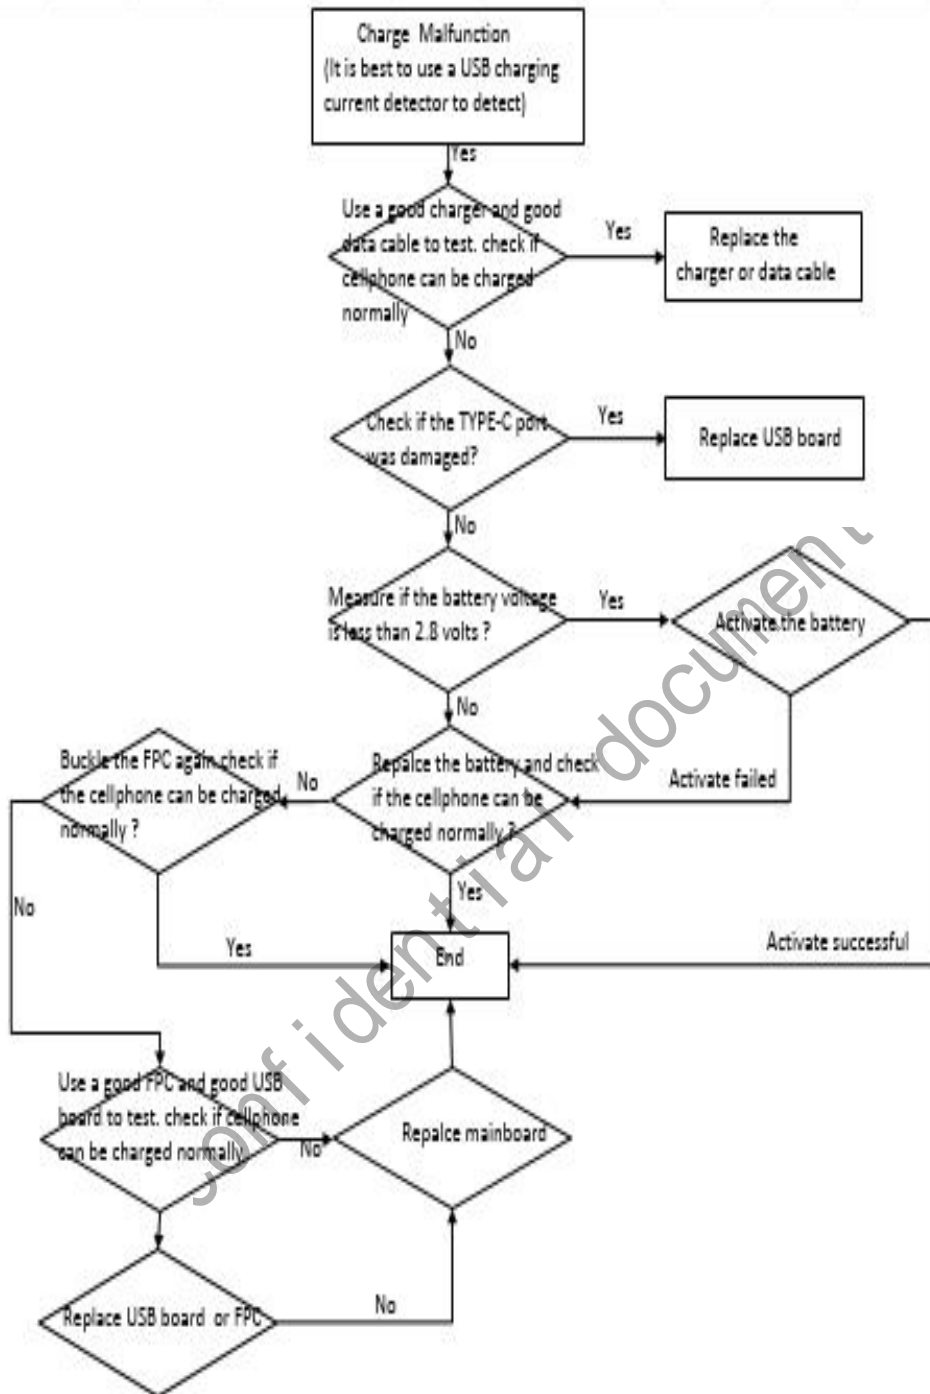 Charge Malfunction
(It is best to use a USB charging
current detector to detect)
Yes
Use a good charger and good
data cable to test. check if
cellphone can be charged
normally
Yes
Replace the
charger or data cable
No
Check if the TYPE-C port
was damaged?
Yes
Replace USB board
No
Measure if the battery voltage
is less than 2.8 volts ?
Yes
Activate the battery
No
Buckle the FPC again check if
the cellphone can be charged
normally ?
No
Repalce the battery and check
if the cellphone can be
charged normally ?
Activate failed
No
Yes
Yes
End
Activate successful
Use a good FPC and good USB
board to test. check if cellphone
can be charged normally
No
Repalce mainboard
Replace USB board or FPC
No
confidential document